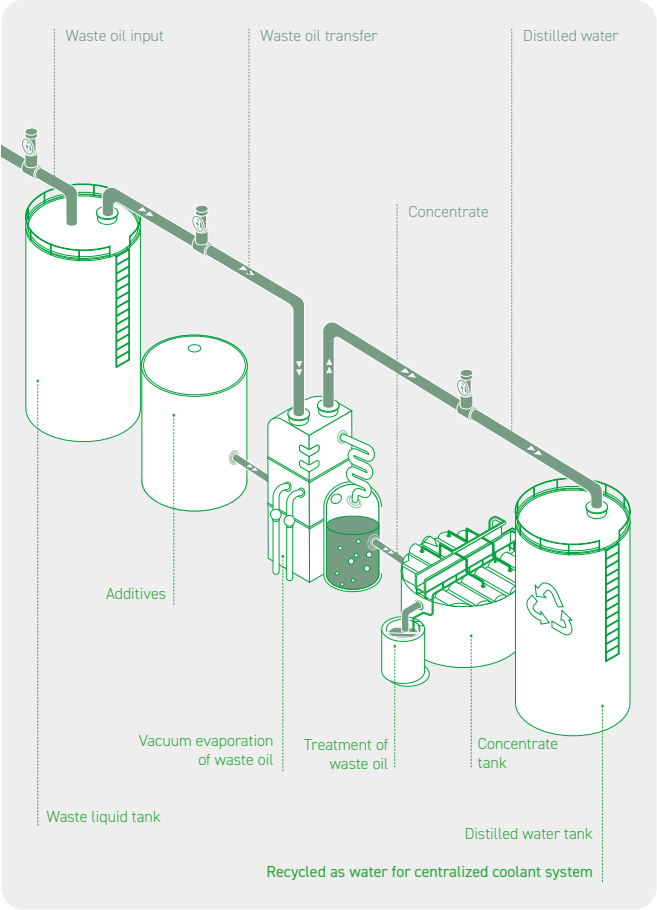 Waste oil input
Waste oil transfer
Distilled water
Concentrate
Additives
Vacuum evaporation
of waste oil
Treatment of
waste oil
Concentrate
tank
Waste liquid tank
Distilled water tank
Recycled as water for centralized coolant system